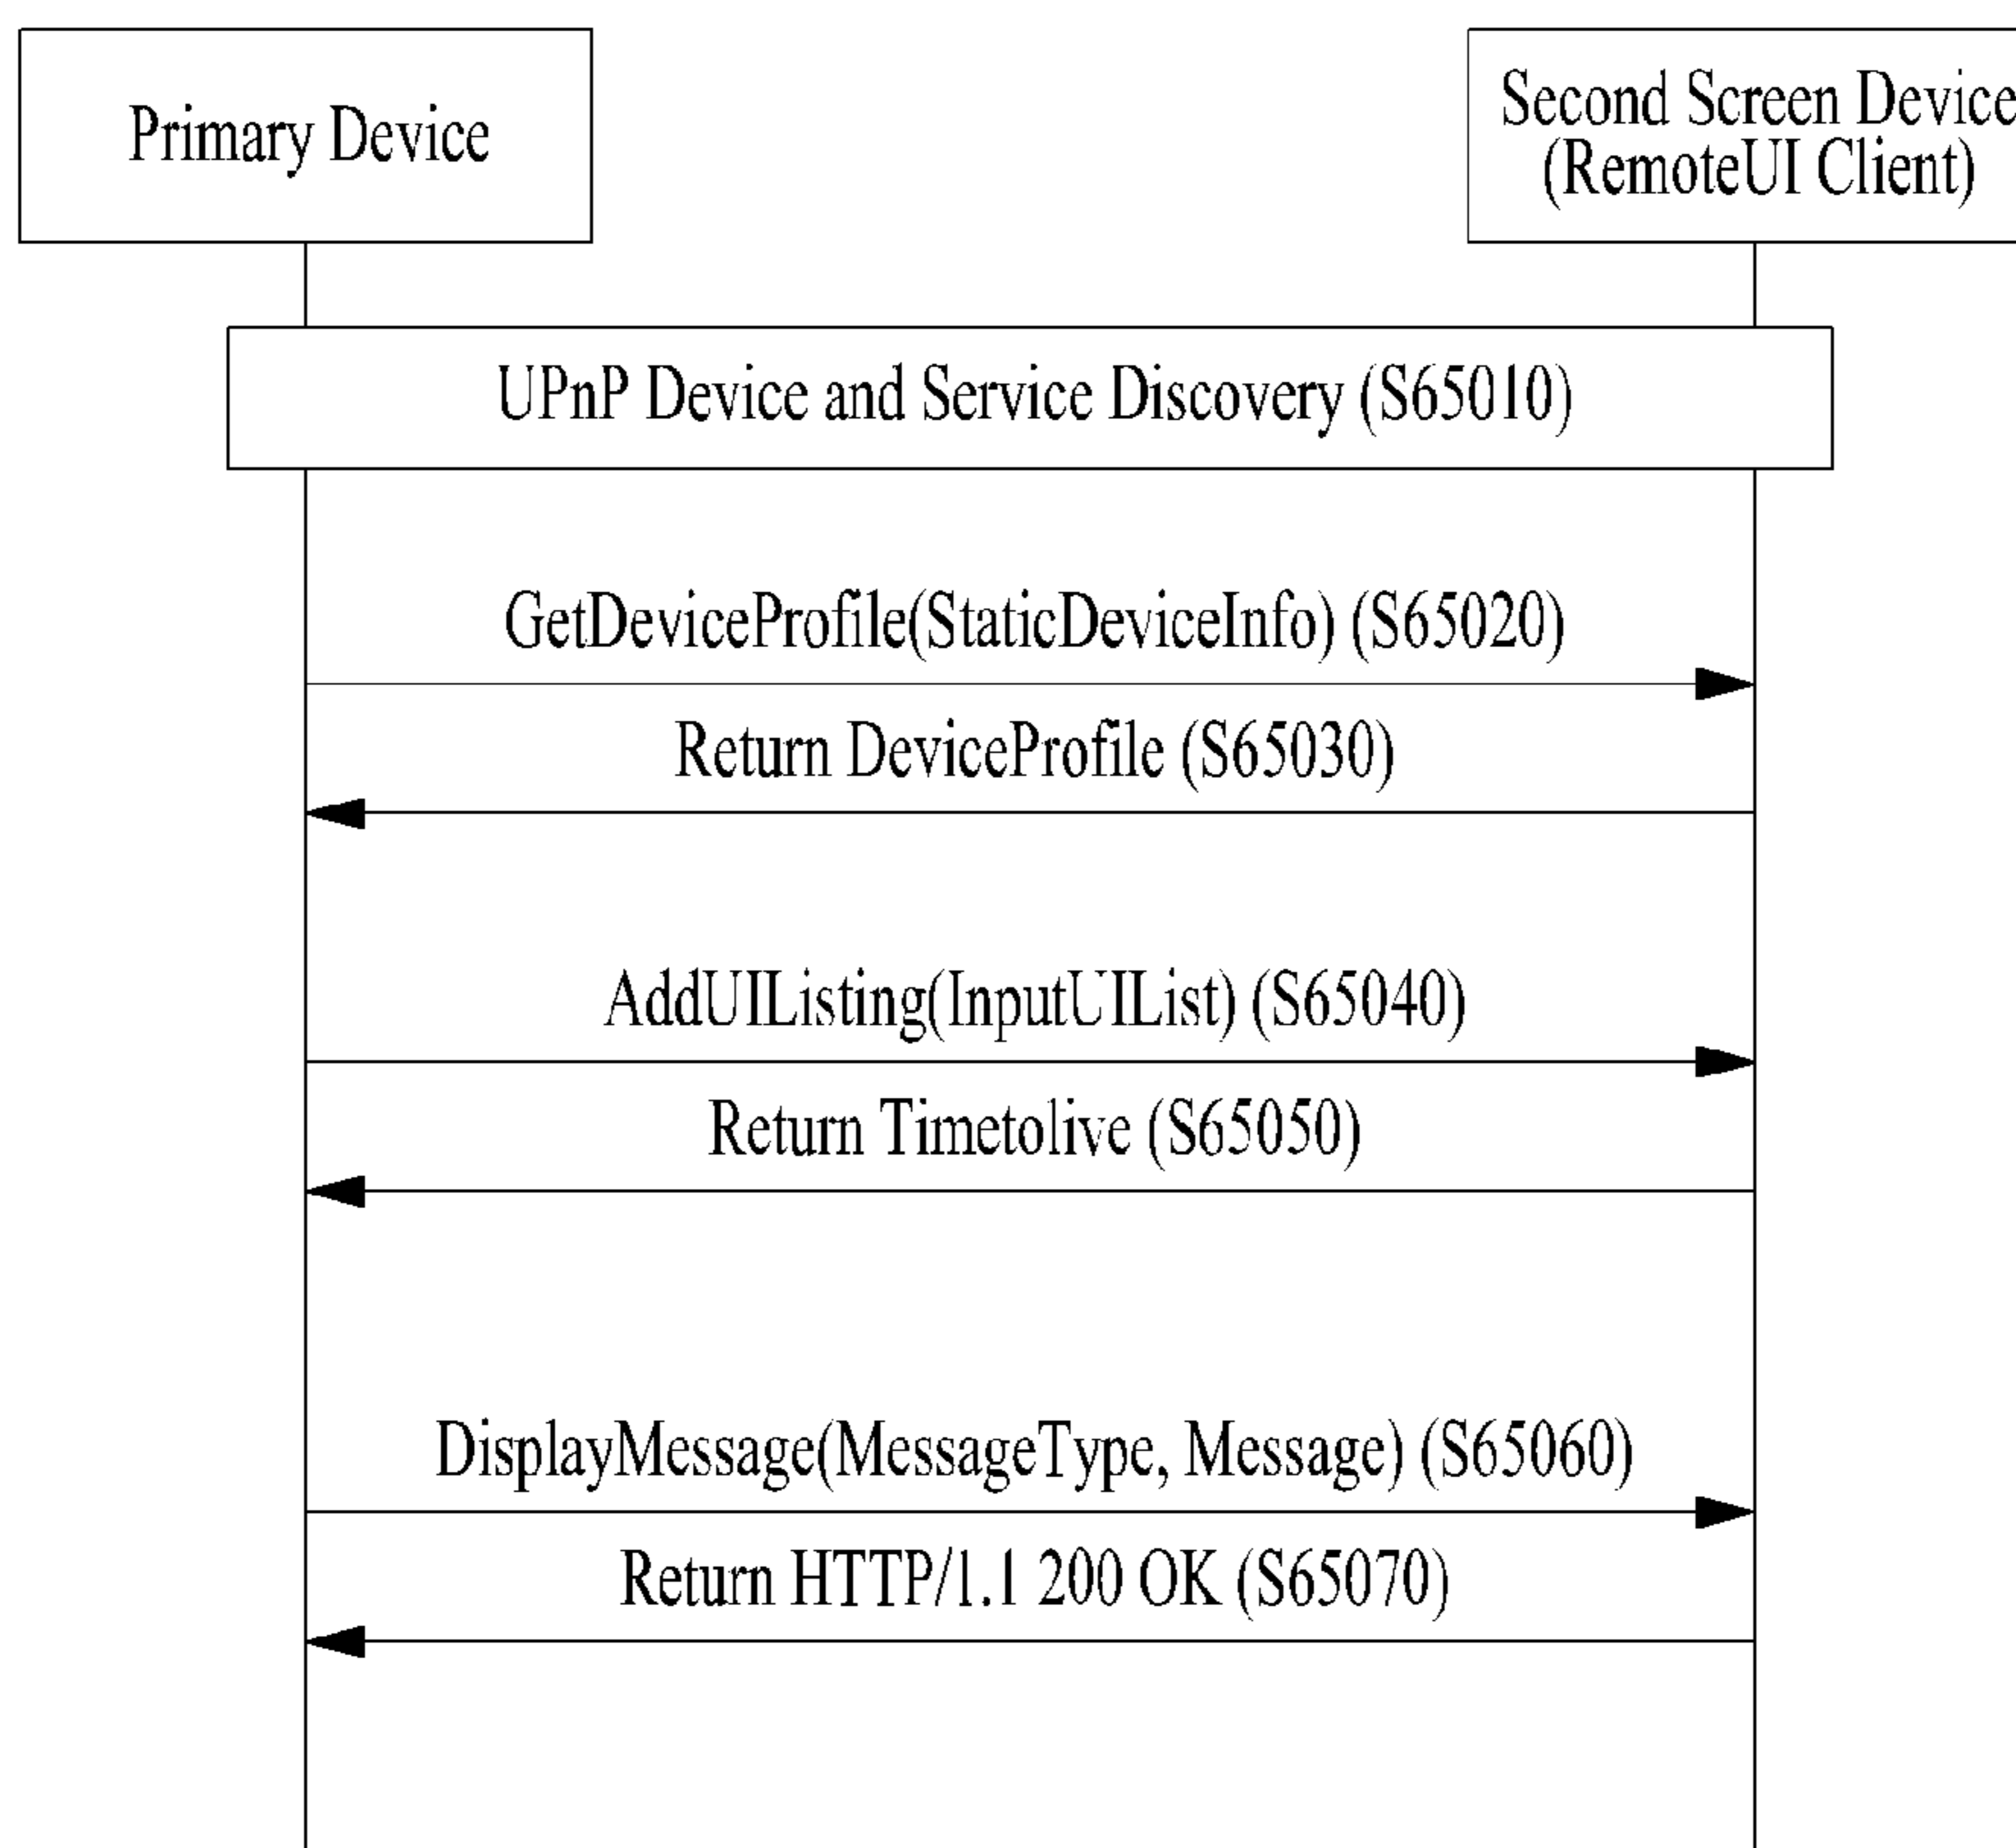 Primary Device
Second Screen Device
(RemoteUI Client)
UPnP Device and Service Discovery (S65010)
GetDeviceProfile(StaticDeviceInfo) (S65020)
Return DeviceProfile (S65030)
AddUIListing(InputUIList) (S65040)
Return Timetolive (S65050)
DisplayMessage(MessageType, Message) (S65060)
Return HTTP/1.1 200 OK (S65070)